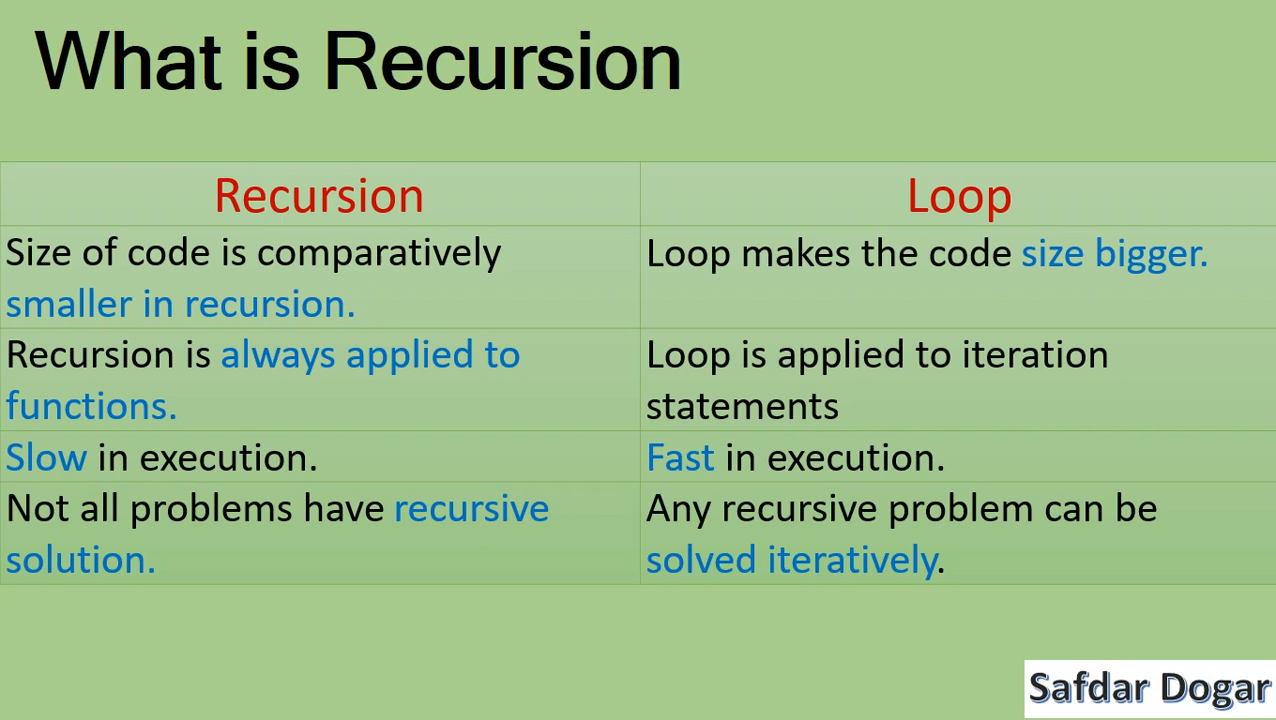 What is Recursion
Recursion
Loop
Size of code is comparatively
smaller in recursion.
Loop makes the code size bigger.
Recursion is always applied to
functions.
Loop is applied to iteration
statements
Slow in execution.
Fast in execution.
Not all problems have recursive
solution.
Any recursive problem can be
solved iteratively.
Safdar Dogar